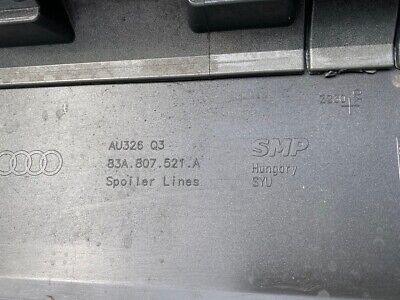 AU326 Q3
83A.807.521.A
Spoiler Lines
SMP
Hungary
SYU